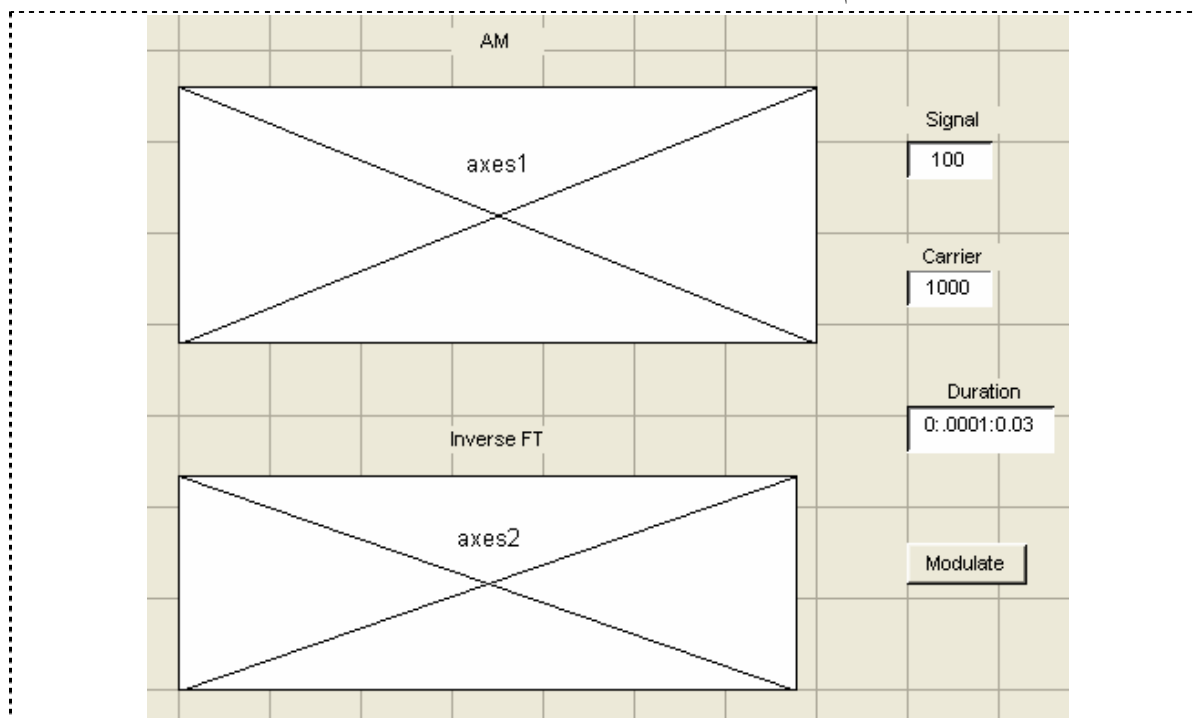 AM
axes1
Signal
100
Carrier
1000
Duration
0:.0001:0.03
Inverse FT
axes2
Modulate